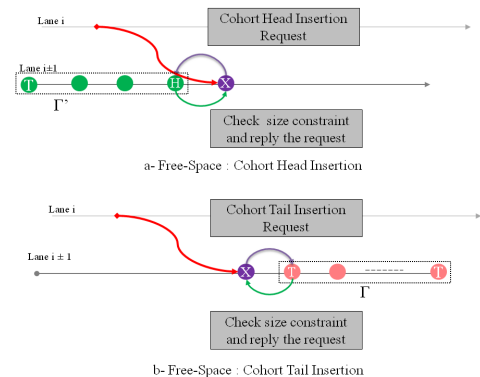 Lane i
Cohort Head Insertion
Request
Lane i±1
T
H
X
Γ’
Check size constraint
and reply the request
a- Free-Space : Cohort Head Insertion
Lane i
Cohort Tail Insertion
Request
Lane i ± 1
X
T
T
Γ
Check size constraint
and reply the request
b- Free-Space : Cohort Tail Insertion